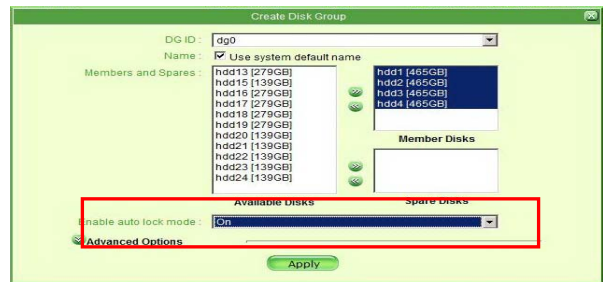 Create Disk Group
DG ID : dg0
Name : Use system default name
Members and Spares :
hdd13 [279GB]
hdd15 [139GB]
hdd16 [279GB]
hdd17 [279GB]
hdd18 [279GB]
hdd19 [279GB]
hdd20 [139GB]
hdd21 [139GB]
hdd22 [139GB]
hdd23 [139GB]
hdd24 [139GB]
Available Disks
hdd1 [465GB]
hdd2 [465GB]
hdd3 [465GB]
hdd4 [465GB]
Member Disks
Spare Disks
Enable auto lock mode : On
Advanced Options
Apply